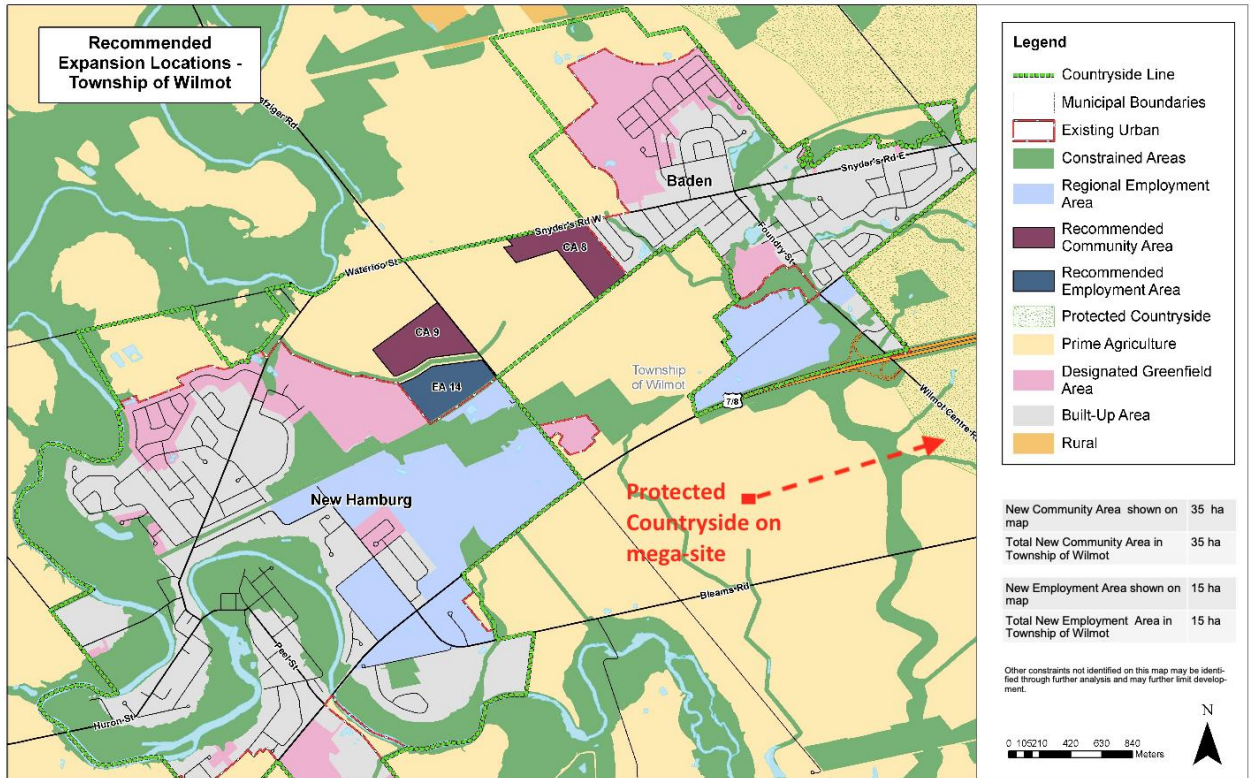 Recommended
Expansion Locations -
Township of Wilmot
Snyder's Rd E
Baden
Snyder's Rd W
Foundry St
CA 8
Waterloo St
CA 9
EA 14
Township
of Wilmot
7/8
New Hamburg
Protected
Countryside on
mega-site
Bleams Rd
Peel St
Huron St
Legend
Countryside Line
Municipal Boundaries
Existing Urban
Constrained Areas
Regional Employment
Area
Recommended
Community Area
Recommended
Employment Area
Protected Countryside
Prime Agriculture
Designated Greenfield
Area
Built-Up Area
Rural
New Community Area shown on
map
35 ha
Total New Community Area in
Township of Wilmot
35 ha
New Employment Area shown on
map
15 ha
Total New Employment Area in
Township of Wilmot
15 ha
Other constraints not identified on this map may be identi-
fied through further analysis and may further limit develop-
ment.
N
0 105210 420 630 840
Meters